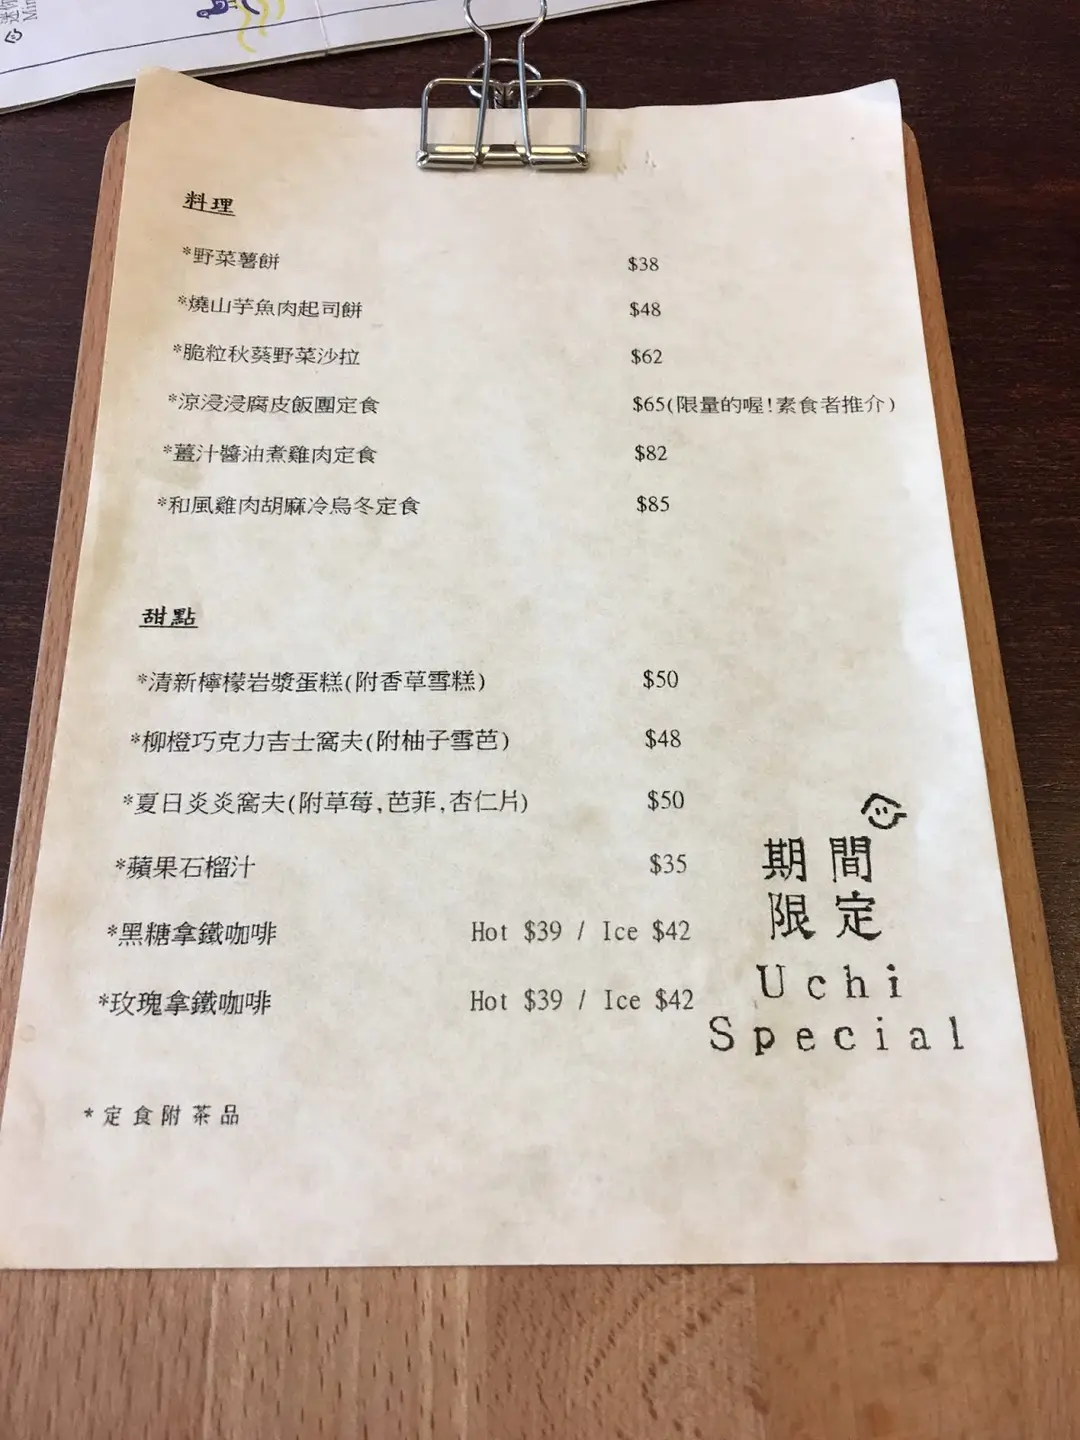 料理
*野菜薯餅 $38
*燒山芋魚肉起司餅 $48
*脆粒秋葵野菜沙拉 $62
*涼浸浸腐皮飯團定食 $65(限量的喔!素食者推介)
*薑汁醬油煮雞肉定食 $82
*和風雞肉胡麻冷烏冬定食 $85
甜點
*清新檸檬岩漿蛋糕(附香草雪糕) $50
*柳橙巧克力吉士窩夫(附柚子雪芭) $48
*夏日炎炎窩夫(附草莓,芭菲,杏仁片) $50
*蘋果石榴汁 $35
*黑糖拿鐵咖啡 Hot $39 / Ice $42
*玫瑰拿鐵咖啡 Hot $39 / Ice $42
期間
限定
Uchi
Special
*定食附茶品